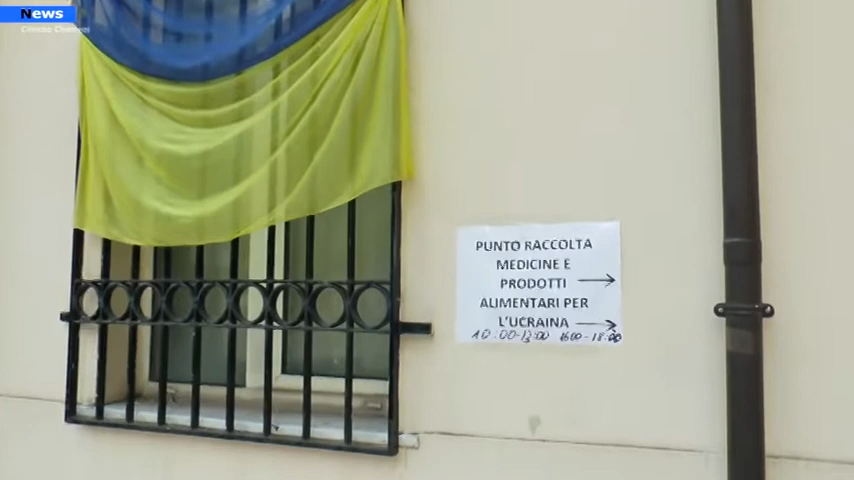 News
PUNTO RACCOLTA
MEDICINE E
PRODOTTI
ALIMENTARI PER
L'UCRAINA
10:00-13:00 16:00-18:00